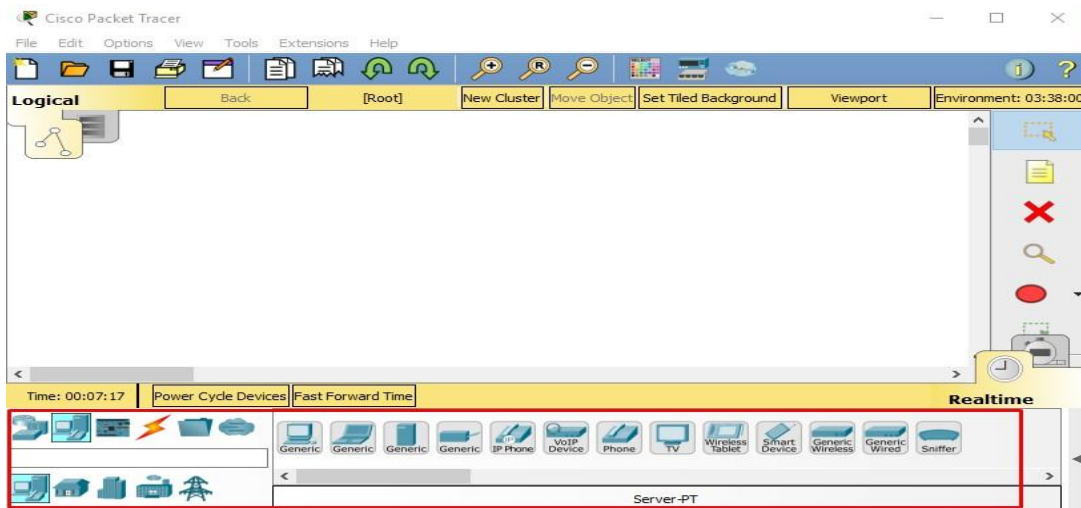 Cisco Packet Tracer
File Edit Options View Tools Extensions Help
Logical Back [Root] New Cluster Move Object Set Tiled Background Viewport Environment: 03:38:00
Time: 00:07:17 Power Cycle Devices Fast Forward Time Realtime
Generic Generic Generic Generic IP Phone VoIP Device Phone TV Wireless Tablet Smart Device Generic Wireless Generic Wired Sniffer
Server-PT